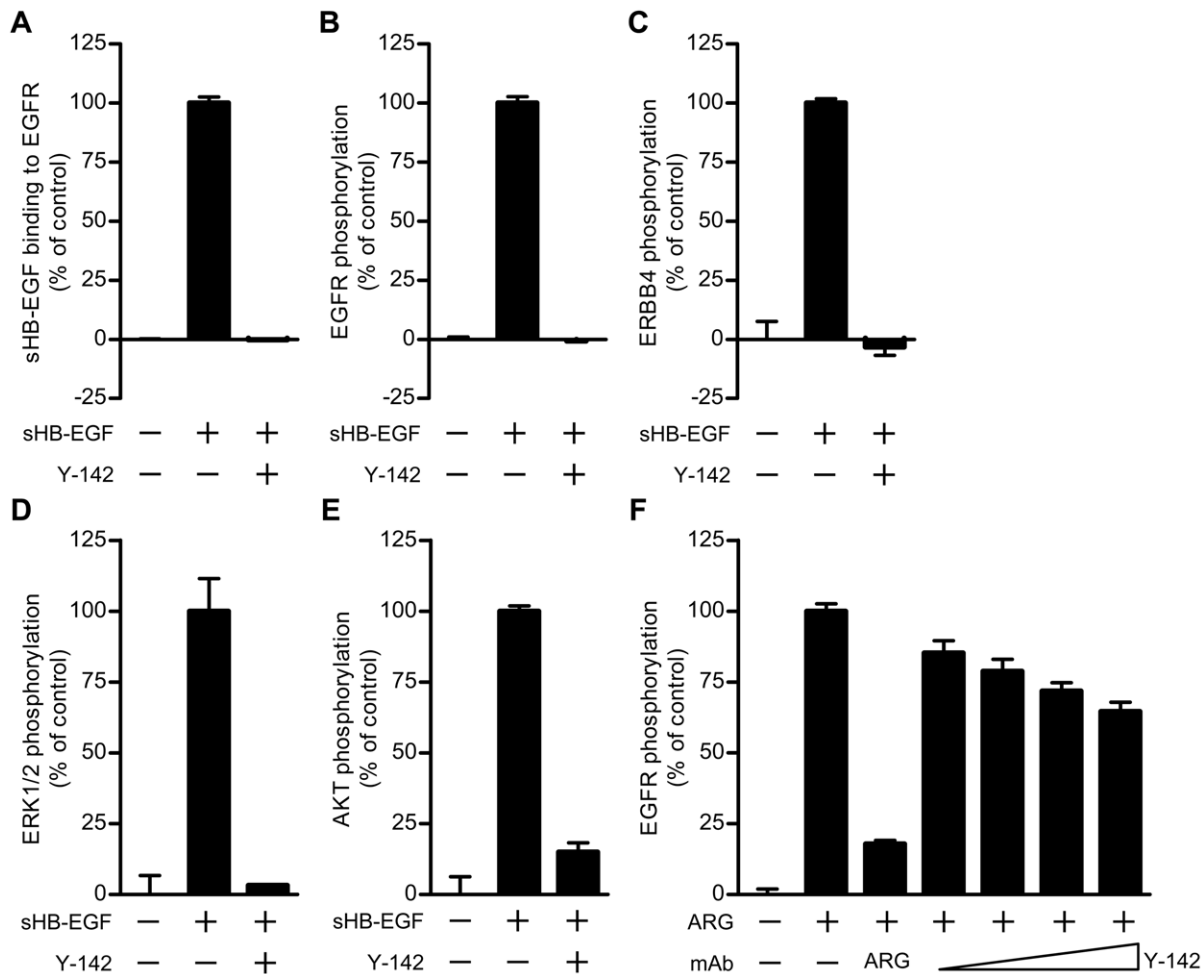 A
sHB-EGF binding to EGFR
(% of control)
125
100
75
50
25
0
-25
sHB-EGF — + +
Y-142 — — +
B
EGFR phosphorylation
(% of control)
125
100
75
50
25
0
-25
sHB-EGF — + +
Y-142 — — +
C
ERBB4 phosphorylation
(% of control)
125
100
75
50
25
0
-25
sHB-EGF — + +
Y-142 — — +
D
ERK1/2 phosphorylation
(% of control)
125
100
75
50
25
0
sHB-EGF — + +
Y-142 — — +
E
AKT phosphorylation
(% of control)
125
100
75
50
25
0
sHB-EGF — + +
Y-142 — — +
F
EGFR phosphorylation
(% of control)
125
100
75
50
25
0
ARG — + + + + + +
mAb — — ARG Y-142